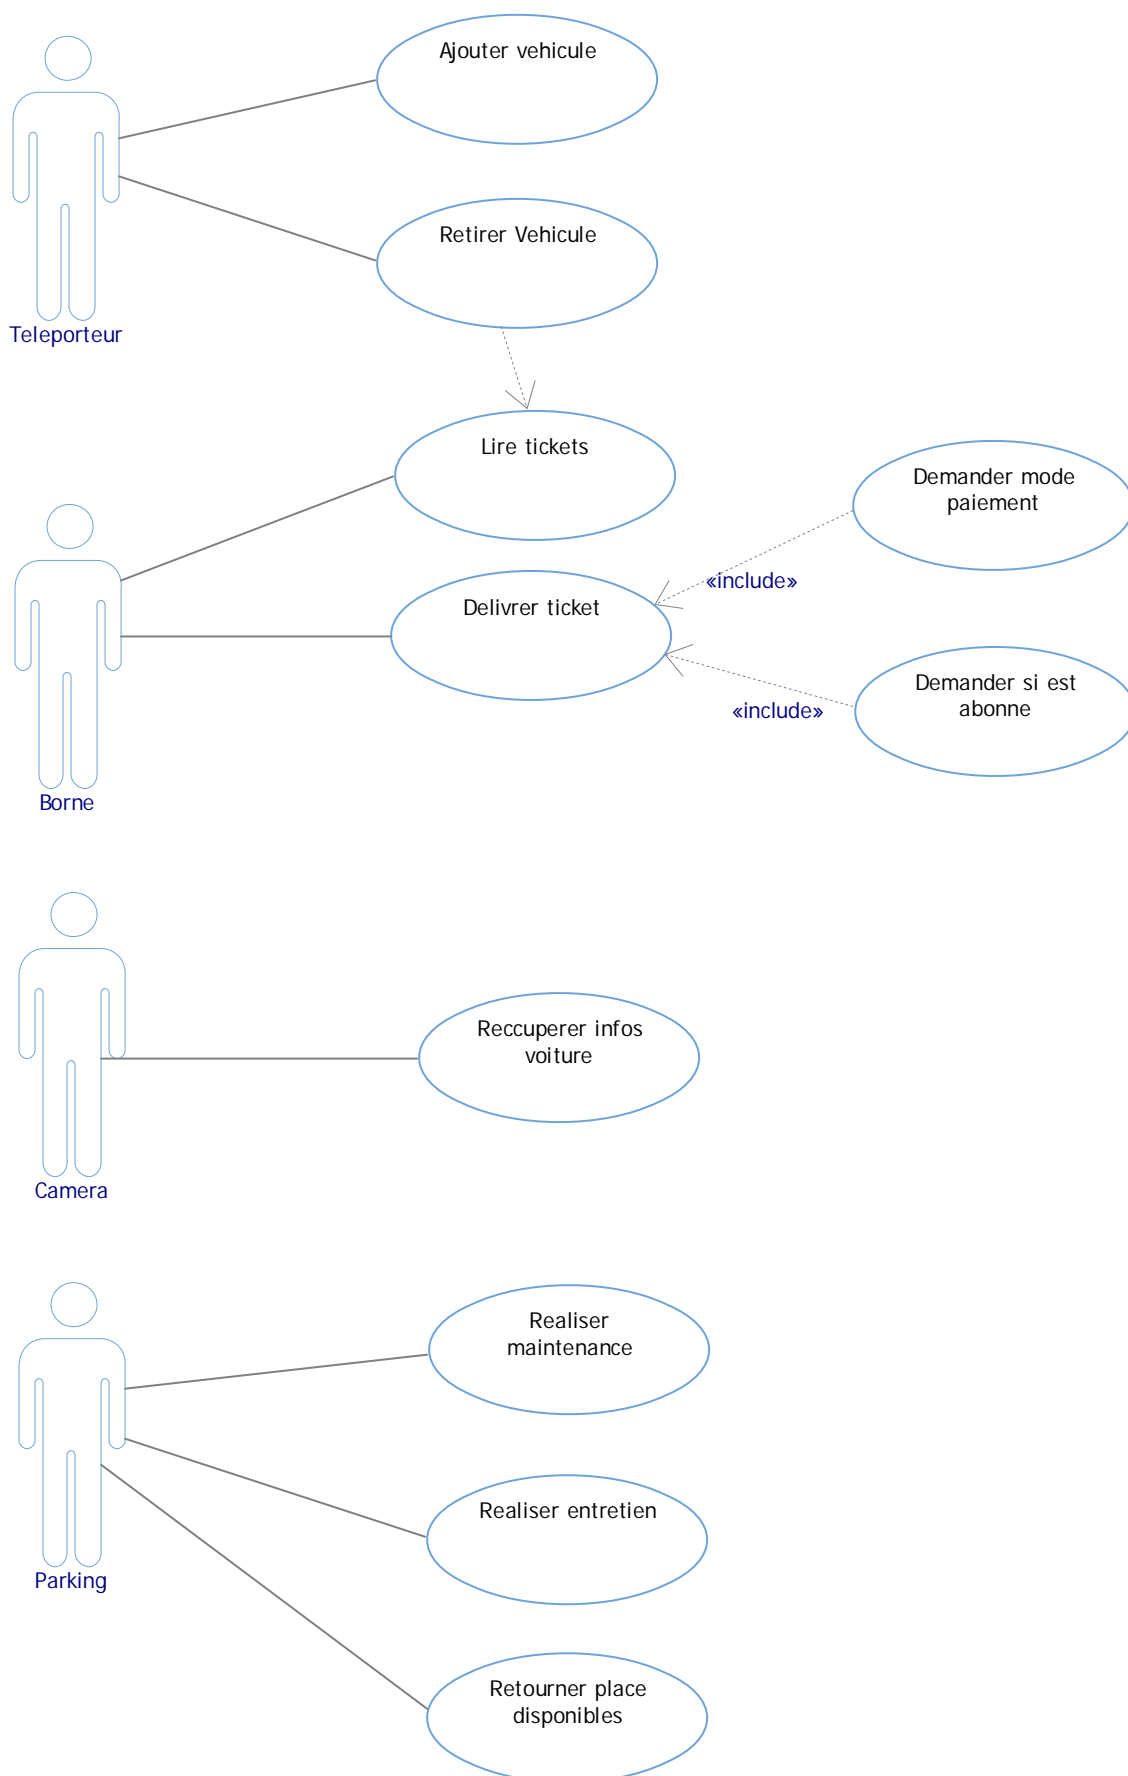 Ajouter vehicule
Retirer Vehicule
Teleporteur
Lire tickets
Demander mode
paiement
«include»
Delivrer ticket
Demander si est
abonne
«include»
Borne
Reccuperer infos
voiture
Camera
Realiser
maintenance
Realiser entretien
Parking
Retourner place
disponibles